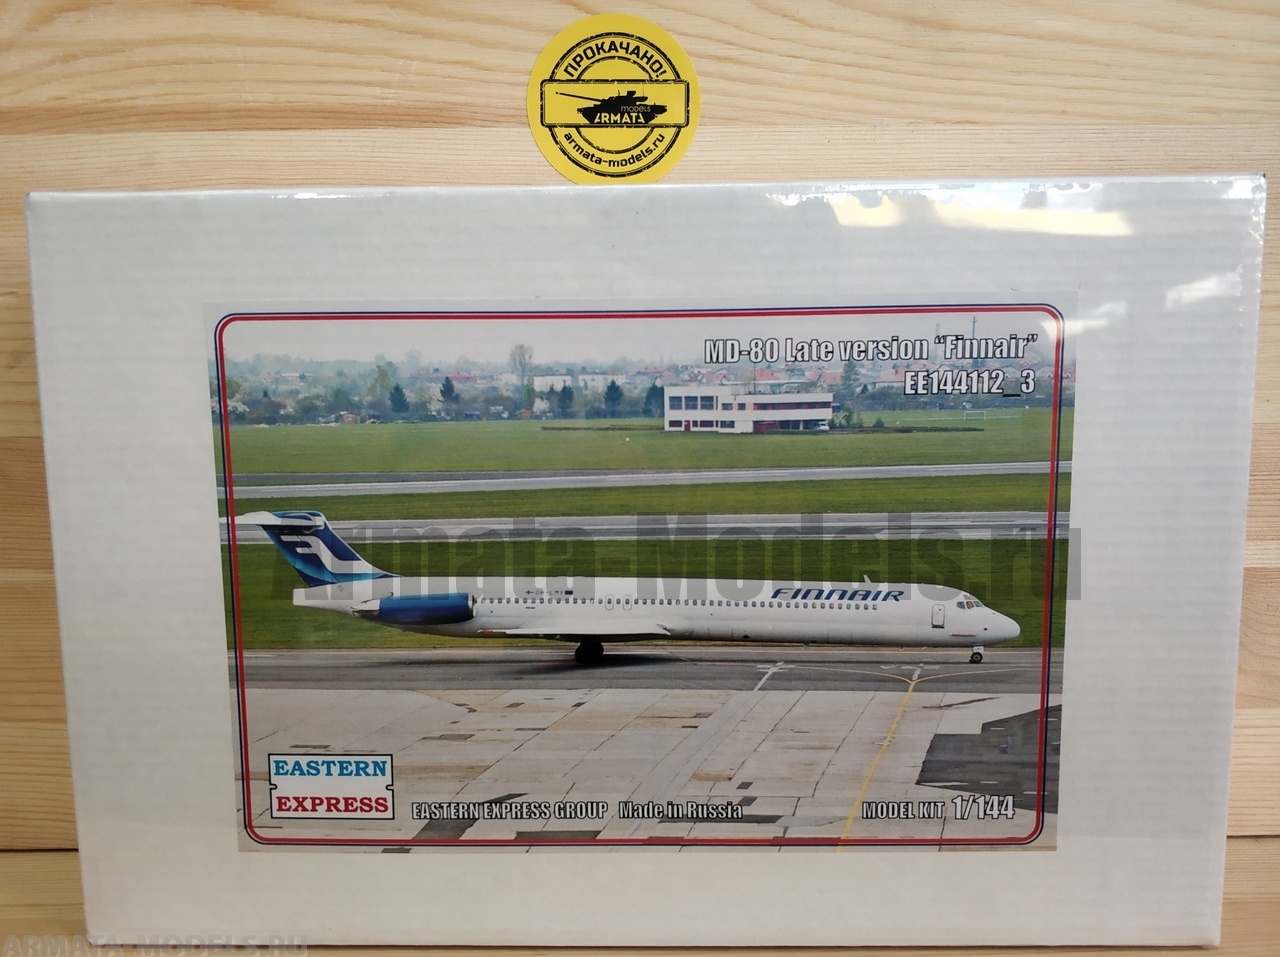 ПРОКАЧАНО!
models
ARMATA
armata-models.ru
MD-80 Late version “Finnair”
EE144112_3
Armata-Models.ru
FINNAIR
EASTERN
EXPRESS
EASTERN EXPRESS GROUP Made in Russia
MODEL KIT 1/144
ARMATA-MODELS.RU